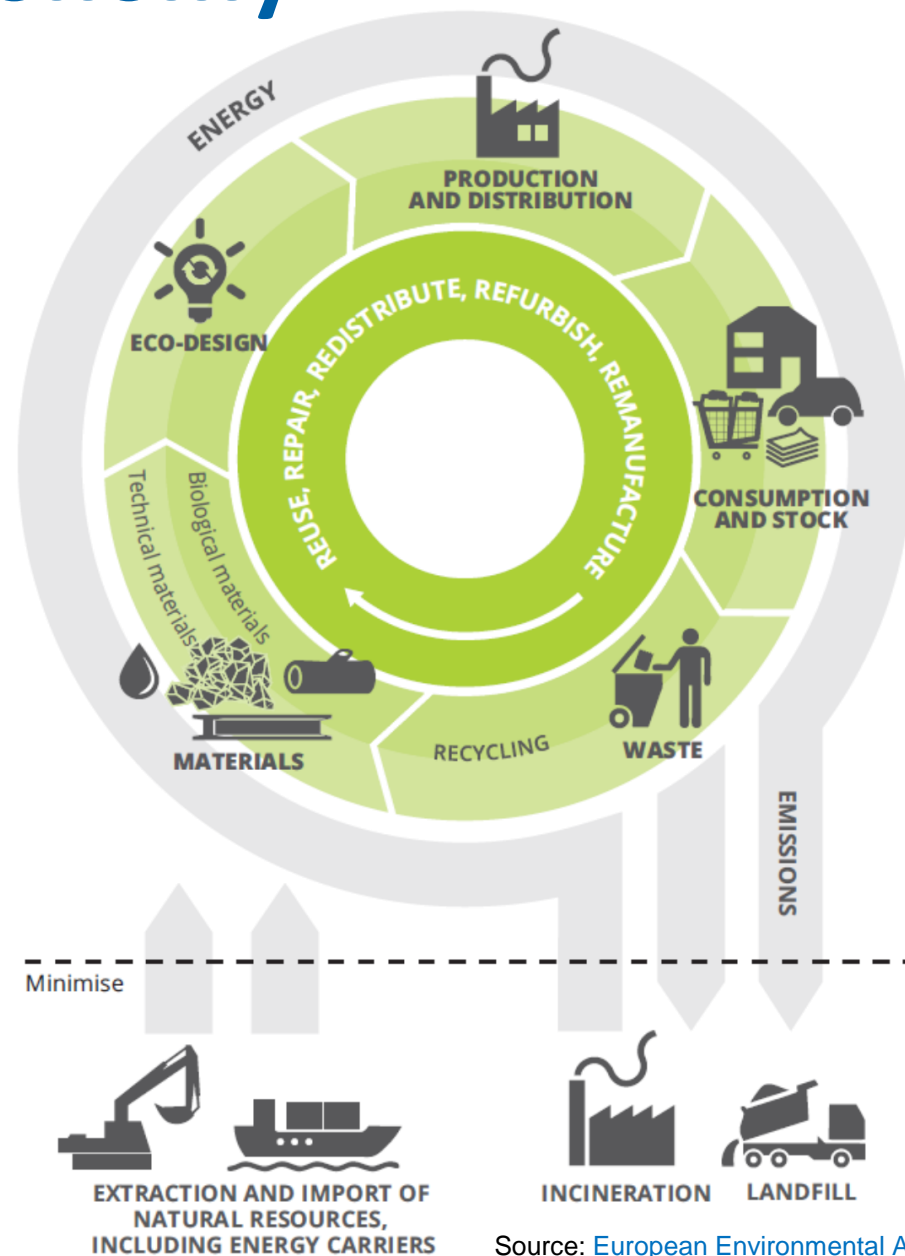 ENERGY
PRODUCTION
AND DISTRIBUTION
ECO-DESIGN
REUSE, REPAIR, REDISTRIBUTE, REFURBISH, REMANUFACTURE
CONSUMPTION
AND STOCK
Technical materials
Biological materials
MATERIALS
RECYCLING
WASTE
EMISSIONS
Minimise
EXTRACTION AND IMPORT OF
NATURAL RESOURCES,
INCLUDING ENERGY CARRIERS
INCINERATION
LANDFILL
Source: European Environmental